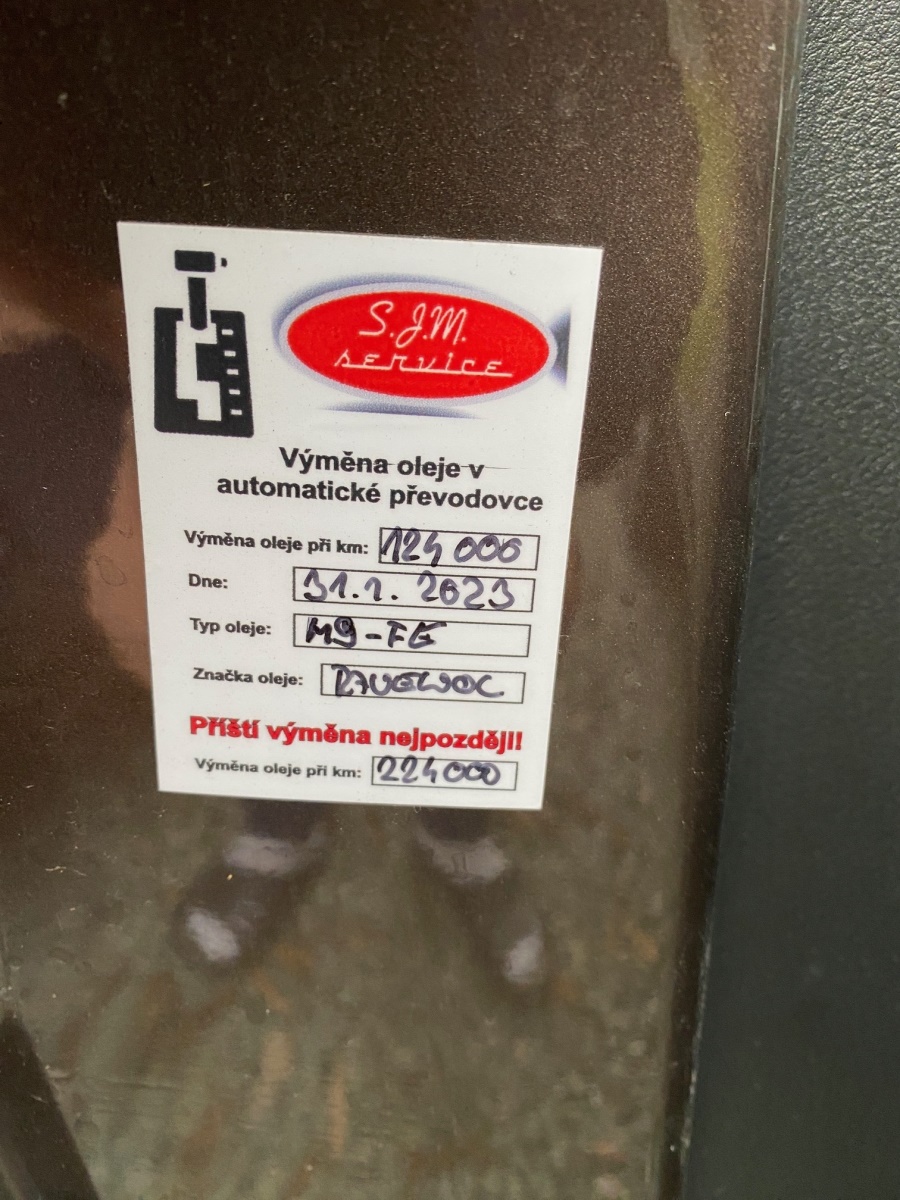 S.J.M.
service
Výměna oleje v
automatické převodovce
Výměna oleje při km: 124 000
Dne: 31.1. 2023
Typ oleje: M9-FE
Značka oleje: RAVENOL
Příští výměna nejpozději!
Výměna oleje při km: 224000